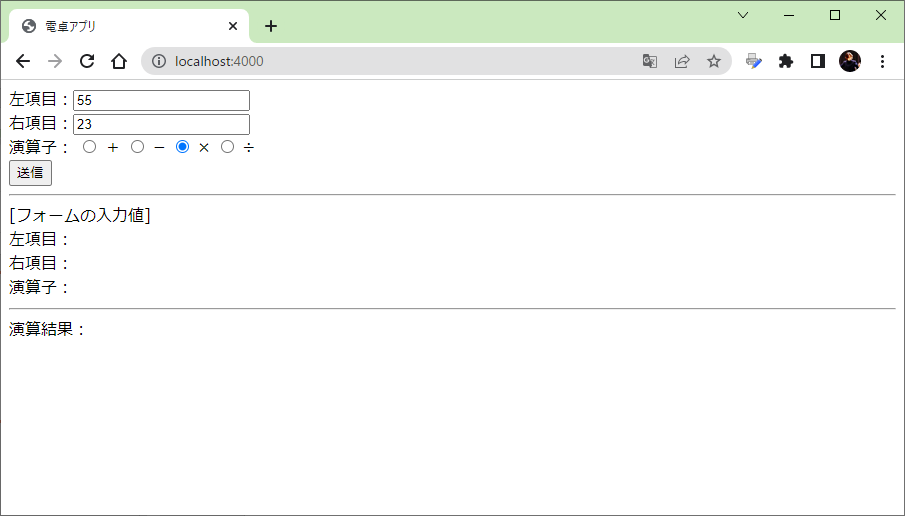 電卓アプリ
localhost:4000
左項目：55
右項目：23
演算子： + − × ÷
送信
[フォームの入力値]
左項目：
右項目：
演算子：
演算結果：